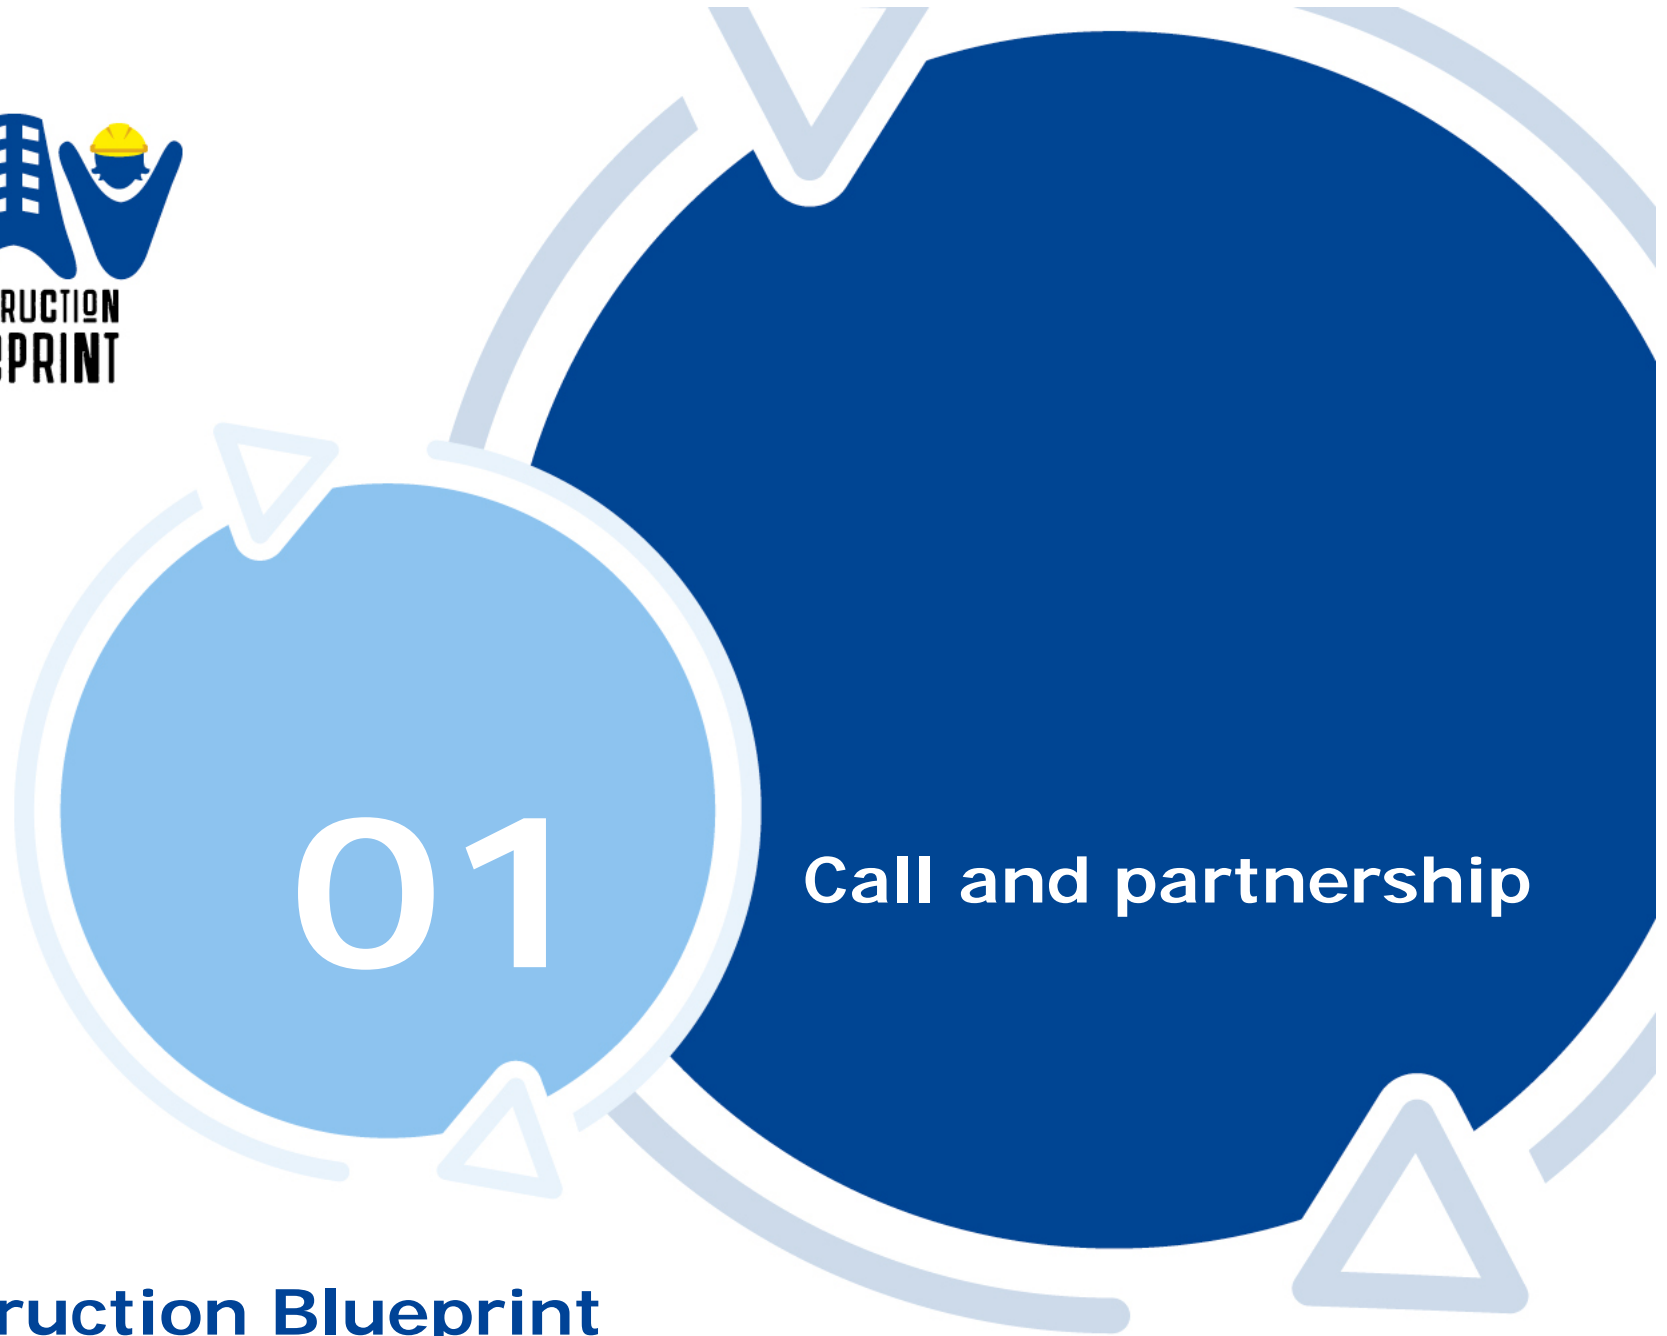 RUCTION
PRINT
01
Call and partnership
ruction Blueprint